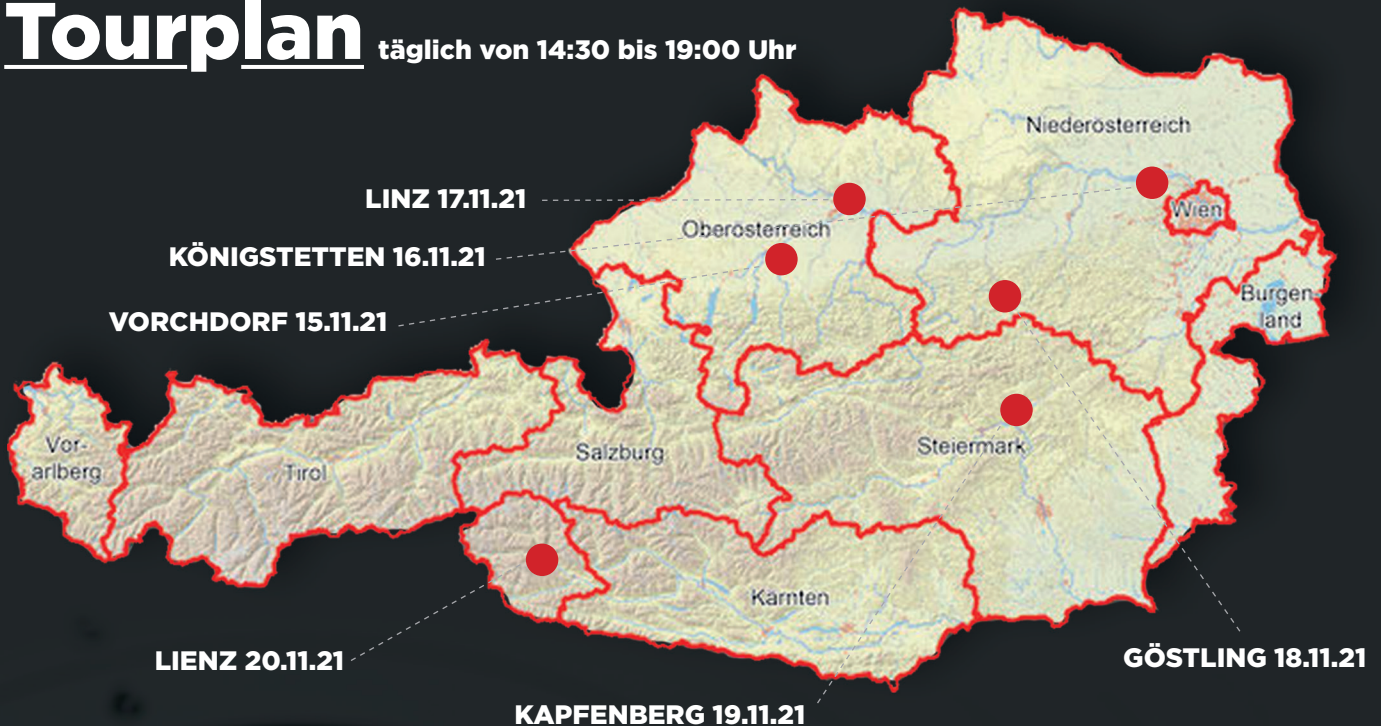 Tourplan täglich von 14:30 bis 19:00 Uhr
Niederösterreich
LINZ 17.11.21
Wien
Oberösterreich
KÖNIGSTETTEN 16.11.21
Burgen-
land
VORCHDORF 15.11.21
Vor-
arlberg
Tirol
Salzburg
Steiermark
Kärnten
LIENZ 20.11.21
GÖSTLING 18.11.21
KAPFENBERG 19.11.21